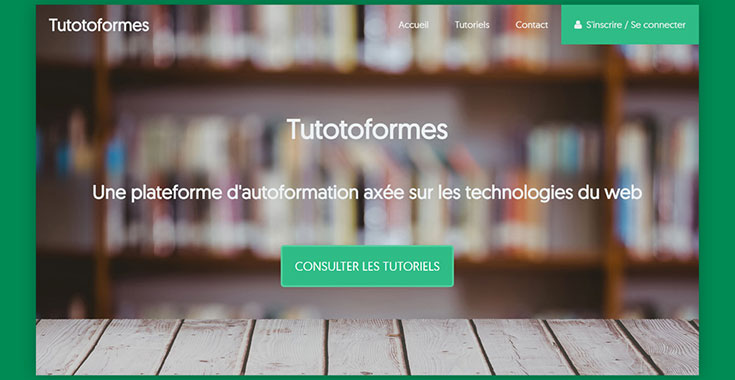 Tutotoformes
Accueil
Tutoriels
Contact
S'inscrire / Se connecter
Tutotoformes
Une plateforme d'autoformation axée sur les technologies du web
CONSULTER LES TUTORIELS